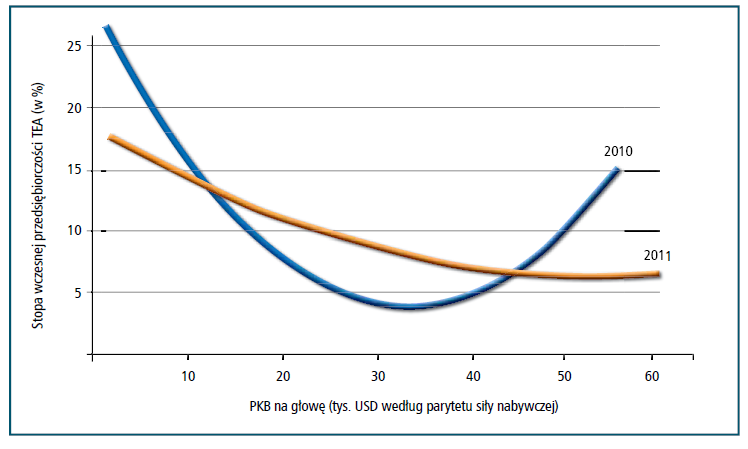 Stopa wczesnej przedsiębiorczości TEA (w %)
25
20
15
10
5
2010
2011
10 20 30 40 50 60
PKB na głowę (tys. USD według parytetu siły nabywczej)